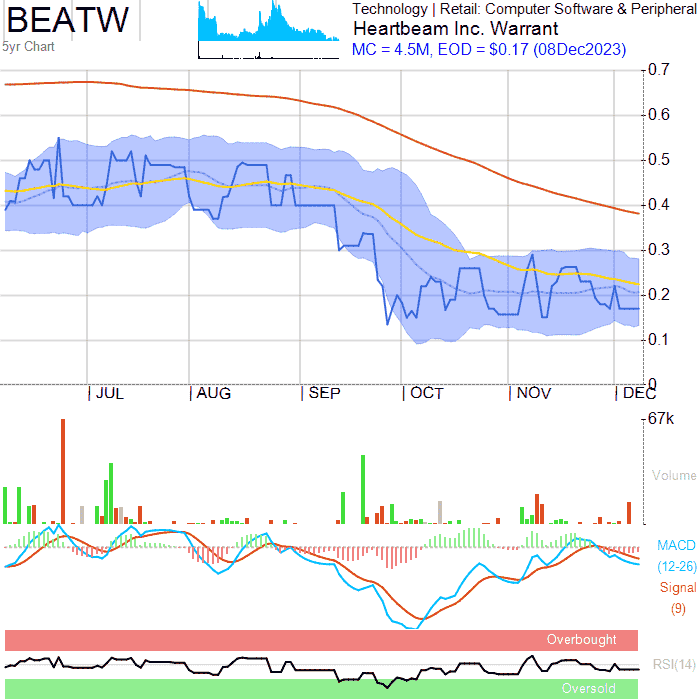 BEATW
5yr Chart
Technology | Retail: Computer Software & Peripheral
Heartbeam Inc. Warrant
MC = 4.5M, EOD = $0.17 (08Dec2023)
0.7
0.6
0.5
0.4
0.3
0.2
0.1
0
JUL
AUG
SEP
OCT
NOV
DEC
67k
Volume
MACD
(12-26)
Signal
(9)
Overbought
RSI(14)
Oversold